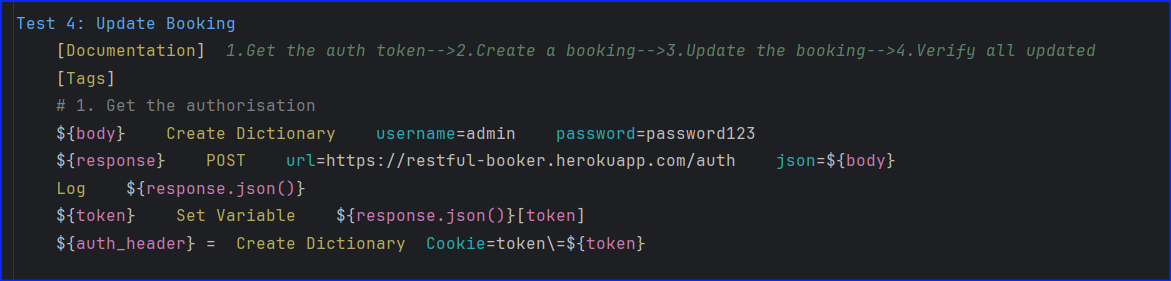 Test 4: Update Booking
[Documentation]  1.Get the auth token-->2.Create a booking-->3.Update the booking-->4.Verify all updated
[Tags]
# 1. Get the authorisation
${body}    Create Dictionary    username=admin    password=password123
${response}    POST    url=https://restful-booker.herokuapp.com/auth    json=${body}
Log    ${response.json()}
${token}    Set Variable    ${response.json()}[token]
${auth_header} =  Create Dictionary  Cookie=token\=${token}